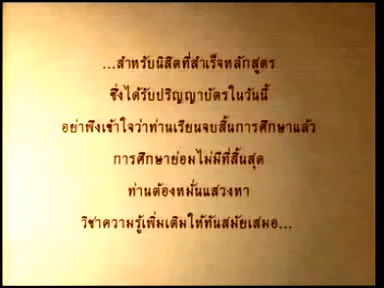 ...สำหรับนิสิตที่สำเร็จหลักสูตร
ซึ่งได้รับปริญญาบัตรในวันนี้
อย่าพึงเข้าใจว่าท่านเรียนจบสิ้นการศึกษาแล้ว
การศึกษาย่อมไม่มีที่สิ้นสุด
ท่านต้องหมั่นแสวงหา
วิชาความรู้เพิ่มเติมให้ทันสมัยเสมอ...